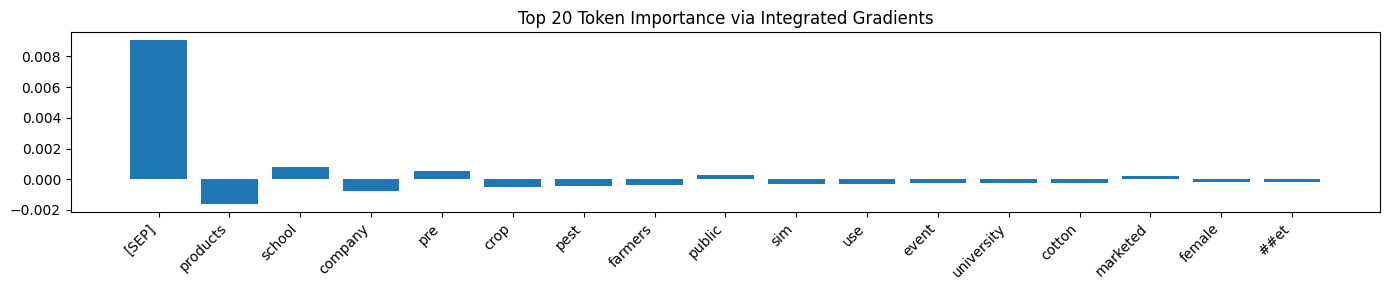 Top 20 Token Importance via Integrated Gradients
0.008
0.006
0.004
0.002
0.000
−0.002
[SEP]
products
school
company
pre
crop
pest
farmers
public
sim
use
event
university
cotton
marketed
female
##et